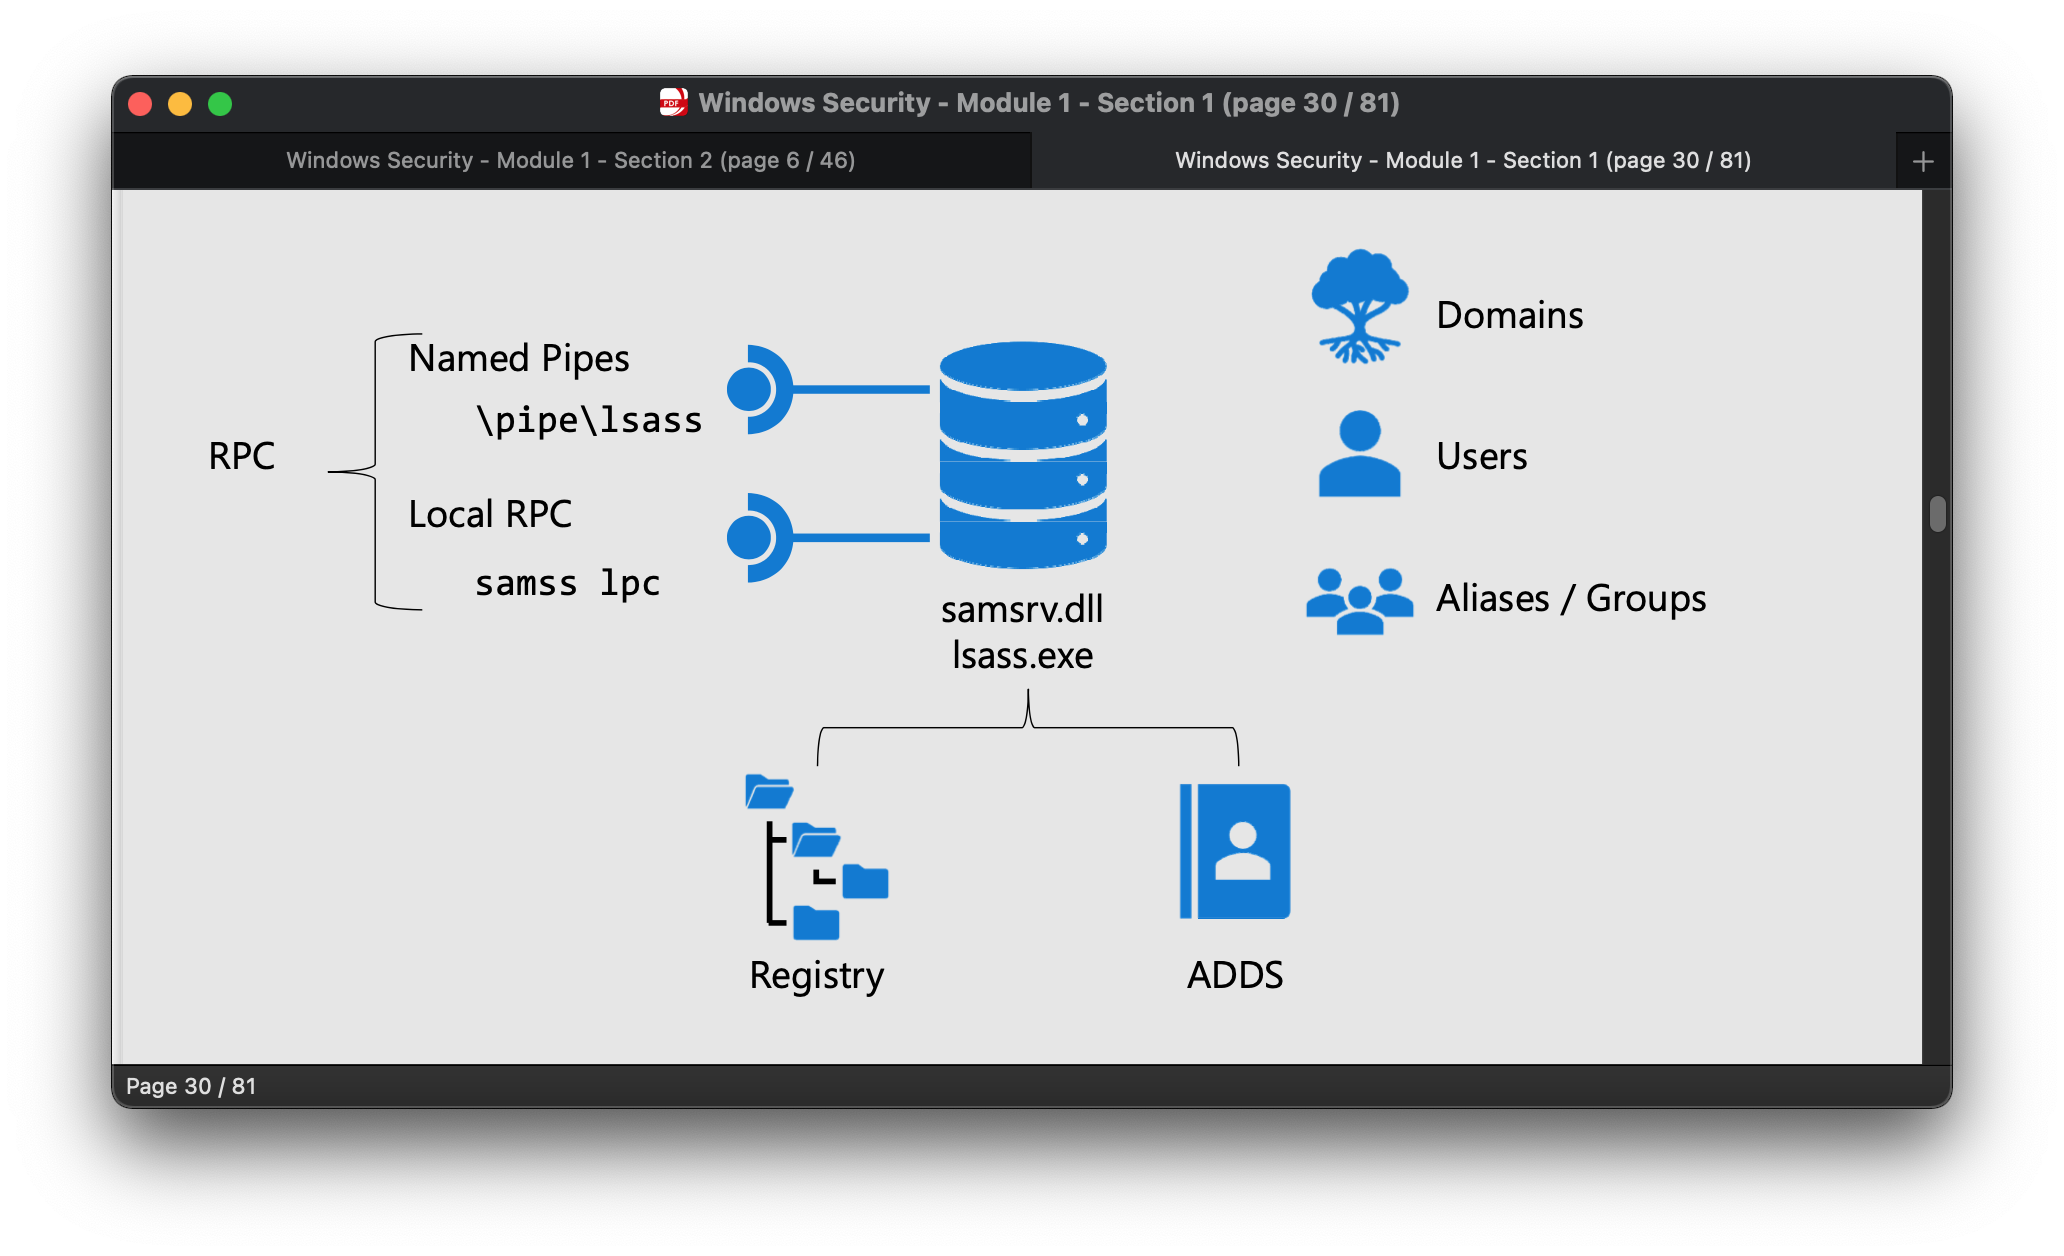 Windows Security - Module 1 - Section 1 (page 30 / 81)
Windows Security - Module 1 - Section 2 (page 6 / 46)
Windows Security - Module 1 - Section 1 (page 30 / 81)
RPC
Named Pipes
\pipe\lsass
Local RPC
samss lpc
samsrv.dll
lsass.exe
Domains
Users
Aliases / Groups
Registry
ADDS
Page 30 / 81